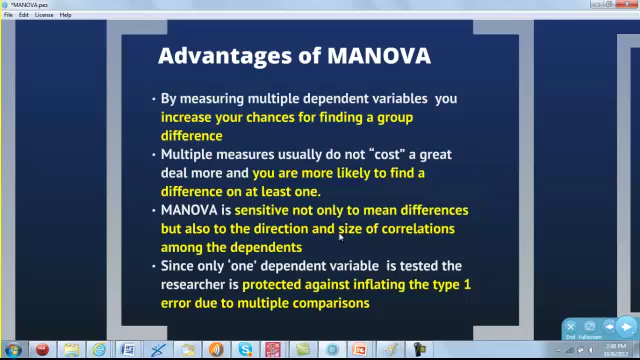 *MANOVA.pez
File Edit License Help
Advantages of MANOVA
• By measuring multiple dependent variables you
increase your chances for finding a group
difference
• Multiple measures usually do not “cost” a great
deal more and you are more likely to find a
difference on at least one.
• MANOVA is sensitive not only to mean differences
but also to the direction and size of correlations
among the dependents
• Since only ‘one’ dependent variable is tested the
researcher is protected against inflating the type 1
error due to multiple comparisons
End Fullscreen